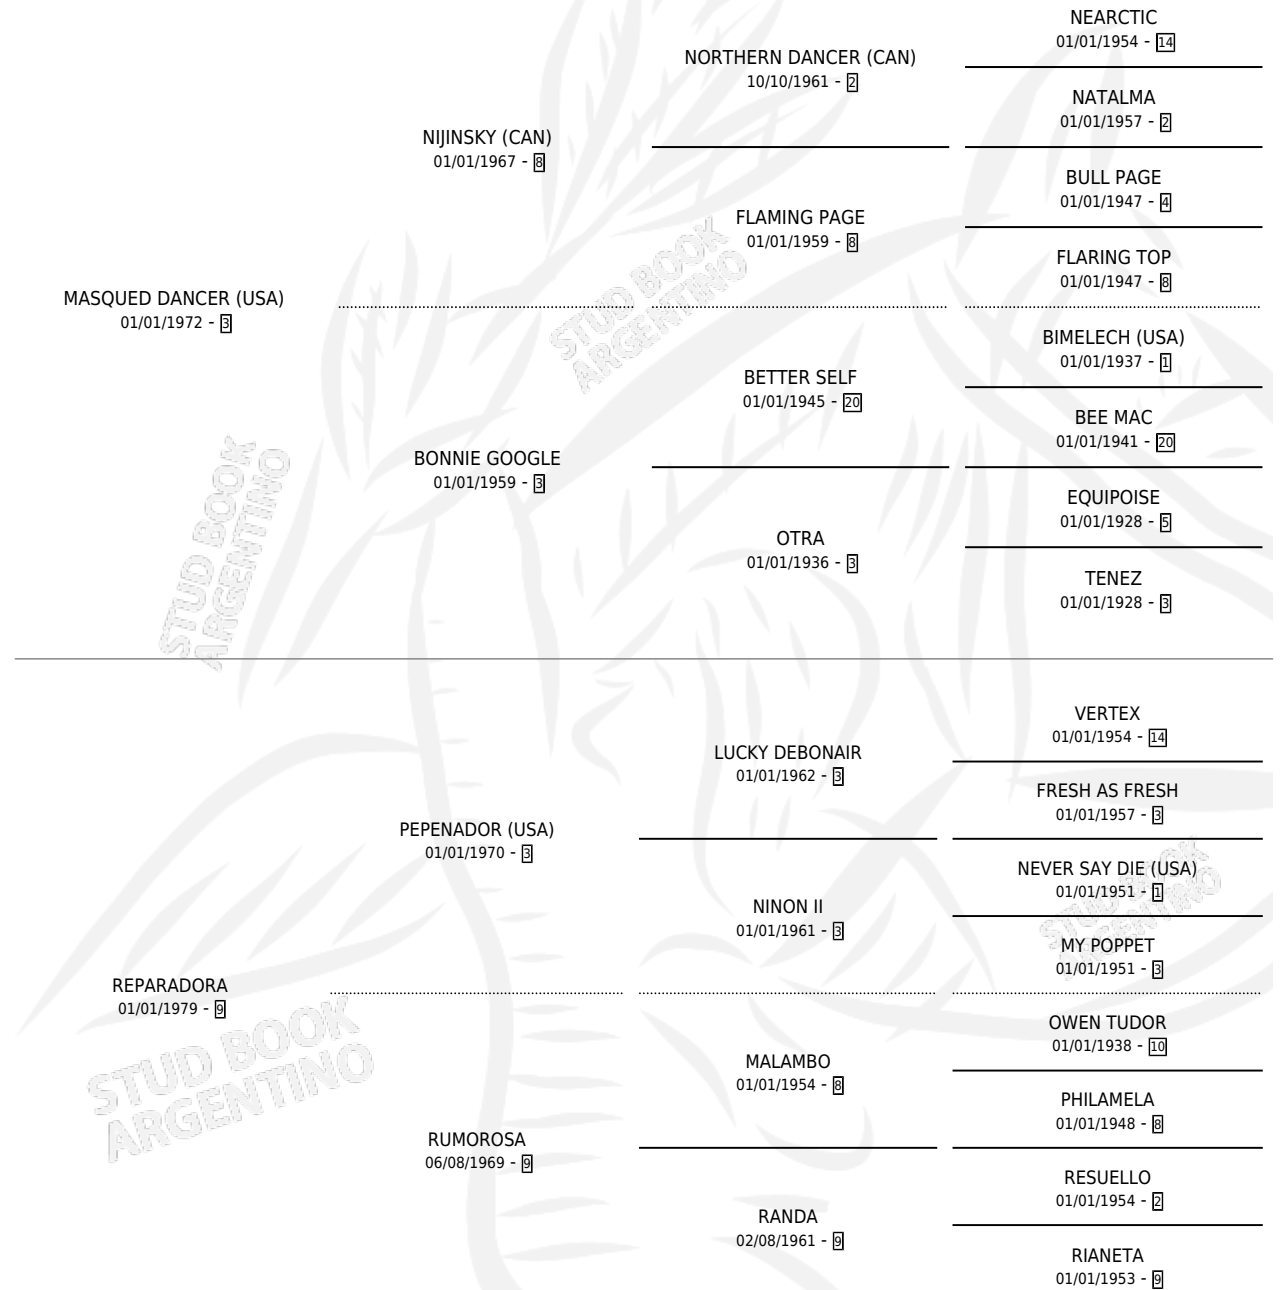 NEARCTIC
01/01/1954 - 14
NORTHERN DANCER (CAN)
10/10/1961 - 2
NATALMA
01/01/1957 - 2
NIJINSKY (CAN)
01/01/1967 - 8
BULL PAGE
01/01/1947 - 4
FLAMING PAGE
01/01/1959 - 8
FLARING TOP
01/01/1947 - 8
MASQUED DANCER (USA)
01/01/1972 - 3
BIMELECH (USA)
01/01/1937 - 1
BETTER SELF
01/01/1945 - 20
BEE MAC
01/01/1941 - 20
BONNIE GOOGLE
01/01/1959 - 3
EQUIPOISE
01/01/1928 - 5
OTRA
01/01/1936 - 3
TENEZ
01/01/1928 - 3
STUD BOOK
ARGENTINO
STUD BOOK
ARGENTINO
VERTEX
01/01/1954 - 14
LUCKY DEBONAIR
01/01/1962 - 3
FRESH AS FRESH
01/01/1957 - 3
PEPENADOR (USA)
01/01/1970 - 3
NEVER SAY DIE (USA)
01/01/1951 - 1
NINON II
01/01/1961 - 3
MY POPPET
01/01/1951 - 3
REPARADORA
01/01/1979 - 9
OWEN TUDOR
01/01/1938 - 10
MALAMBO
01/01/1954 - 8
PHILAMELA
01/01/1948 - 8
RUMOROSA
06/08/1969 - 9
RESUELLO
01/01/1954 - 2
RANDA
02/08/1961 - 9
RIANETA
01/01/1953 - 9
STUD BOOK
ARGENTINO
STUD BOOK
ARGENTINO